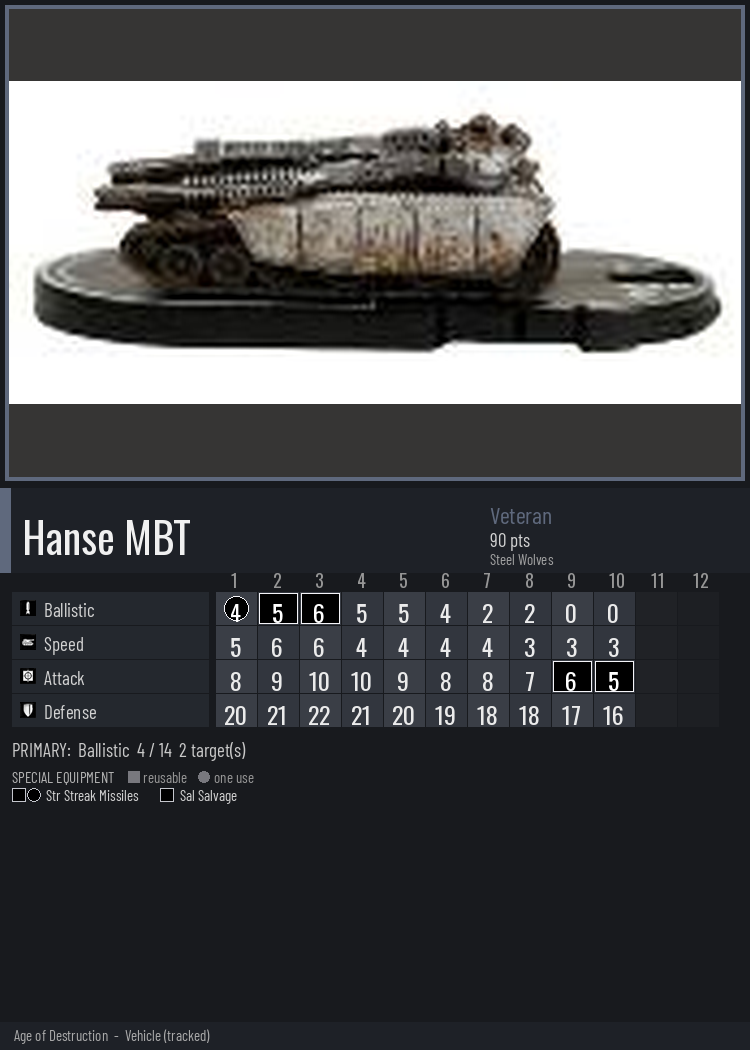 Hanse MBT
Veteran
90 pts
Steel Wolves
1 2 3 4 5 6 7 8 9 10 11 12
Ballistic 4 5 6 5 5 4 2 2 0 0
Speed 5 6 6 4 4 4 4 3 3 3
Attack 8 9 10 10 9 8 8 7 6 5
Defense 20 21 22 21 20 19 18 18 17 16
PRIMARY: Ballistic 4 / 14 2 target(s)
SPECIAL EQUIPMENT reusable one use
Str Streak Missiles Sal Salvage
Age of Destruction - Vehicle (tracked)